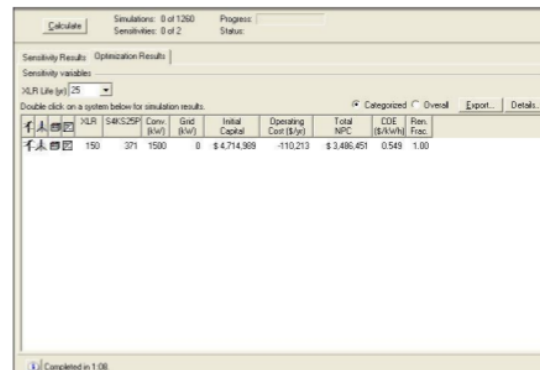 Calculate
Simulations: 0 of 1260
Progress:
Sensitivities: 0 of 2
Status:
Sensitivity Results
Optimization Results
Sensitivity variables
XLR Life (yr) 25
Double click on a system below for simulation results.
Categorized
Overall
Export...
Details...
XLR S4KS25P Conv. (kW) Grid (kW) Initial Capital Operating Cost ($/yr) Total NPC COE ($/kWh) Ren. Frac.
150 371 1500 0 $ 4,714,989 -110,213 $ 3,486,451 0.549 1.00
Completed in 1:08.